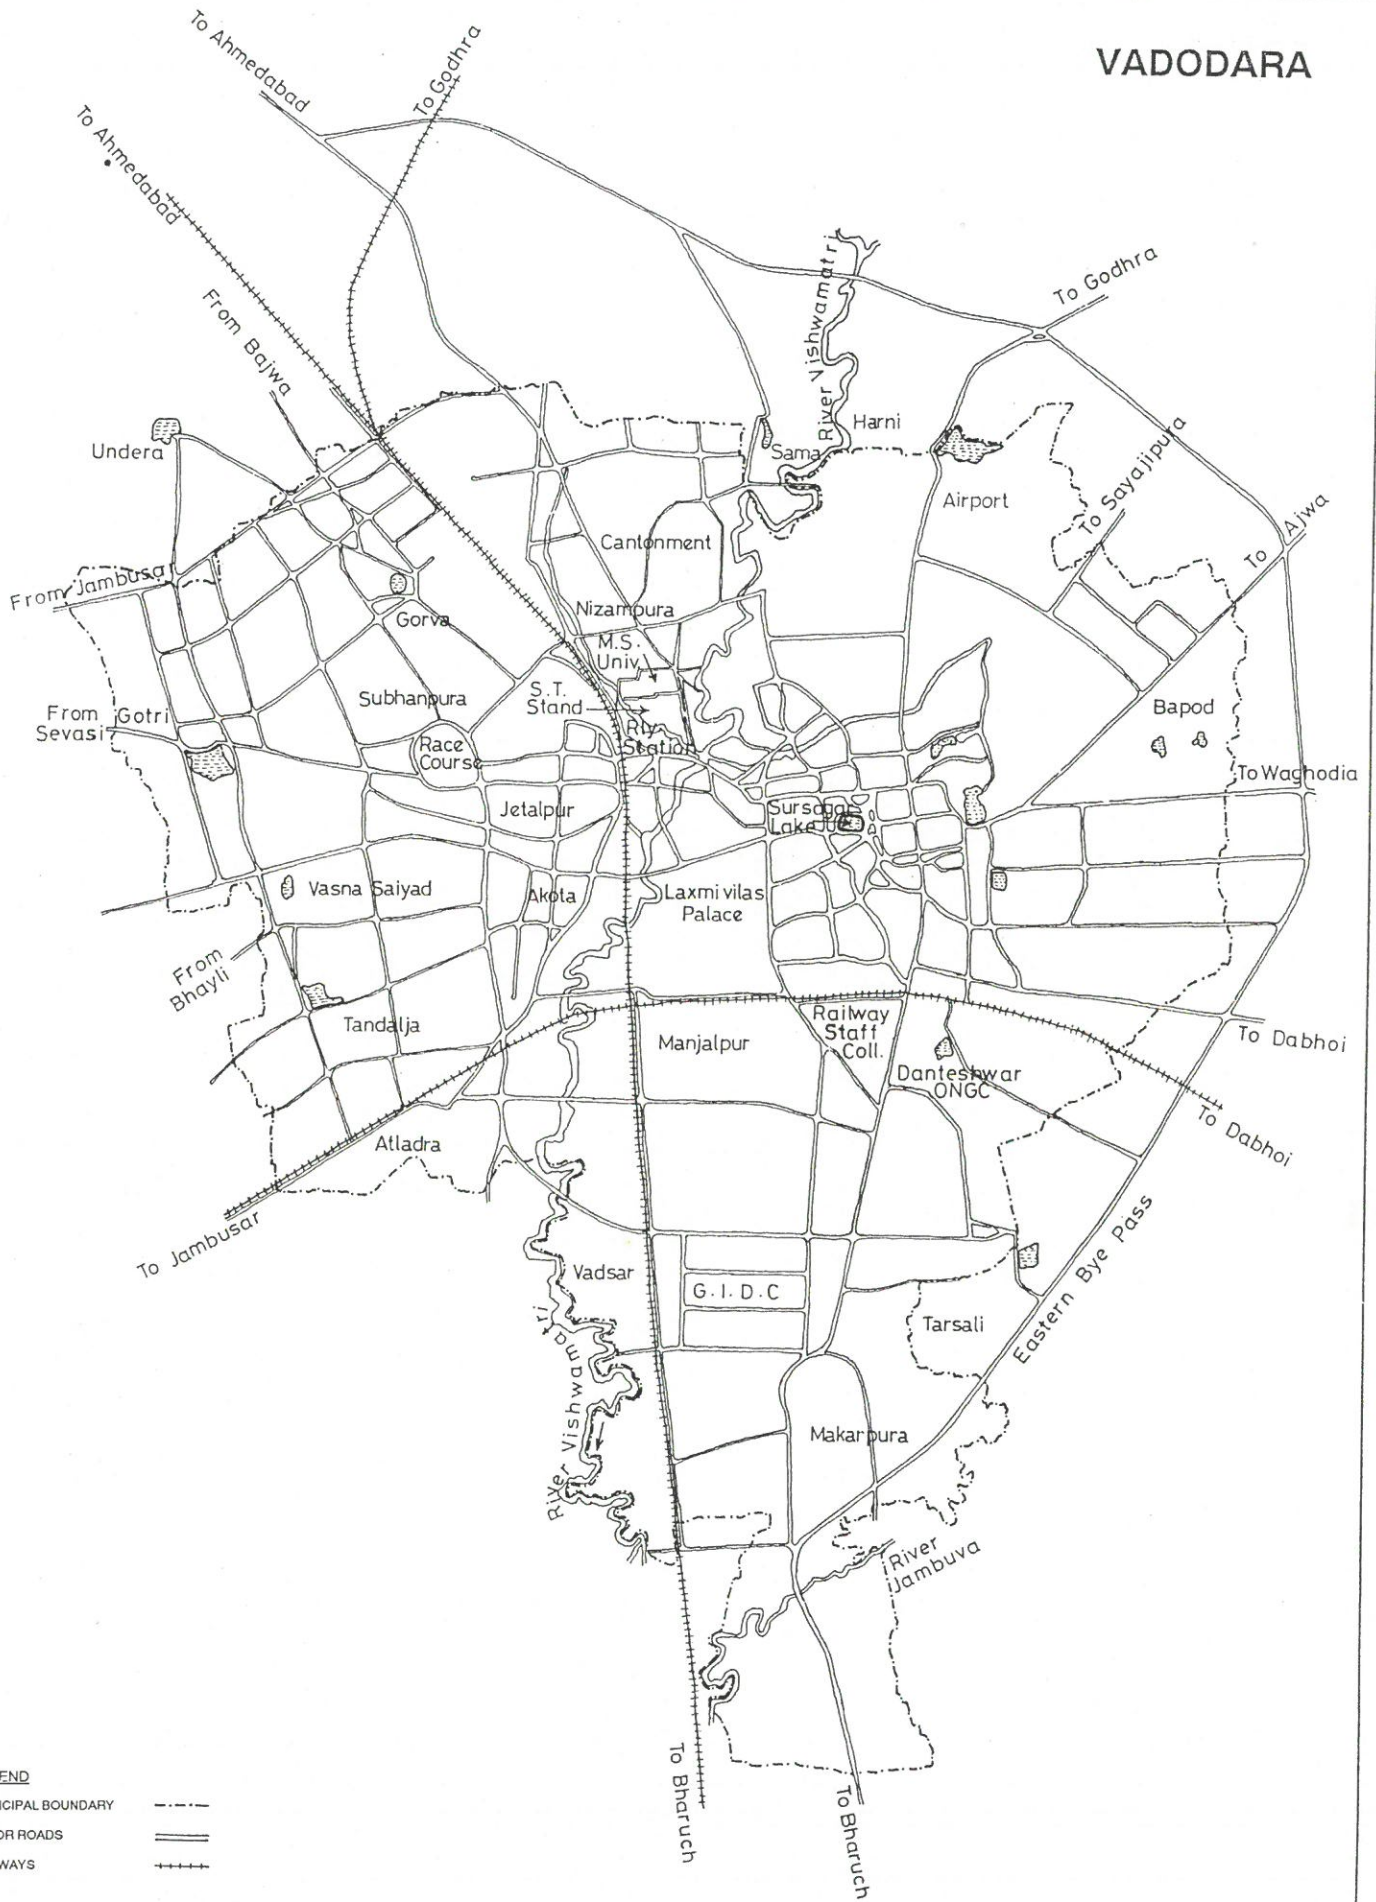 VADODARA
To Ahmedabad
To Godhra
To Ahmedabad
From Bajwa
River Vishwamatri
To Godhra
Undera
Harni
Sama
To Sayajipura
Airport
To Ajwa
Cantonment
From Jambusar
Nizampura
Gorva
M.S.
Univ.
Subhanpura
S.T.
Stand
From
Sevasi
Gotri
Bapod
Rly.
Station
Race
Course
To Waghodia
Jetalpur
Sursagar
Lake
Vasna Saiyad
Akota
Laxmi vilas
Palace
From
Bhayli
Tandalja
Manjalpur
Railway
Staff
Coll.
To Dabhoi
Danteshwar
ONGC
To Dabhoi
Atladra
To Jambusar
Eastern Bye Pass
Vadsar
G.I.D.C
Tarsali
River Vishwamatri
Makarpura
River
Jambuva
To Bharuch
To Bharuch
END
CIPAL BOUNDARY
OR ROADS
WAYS